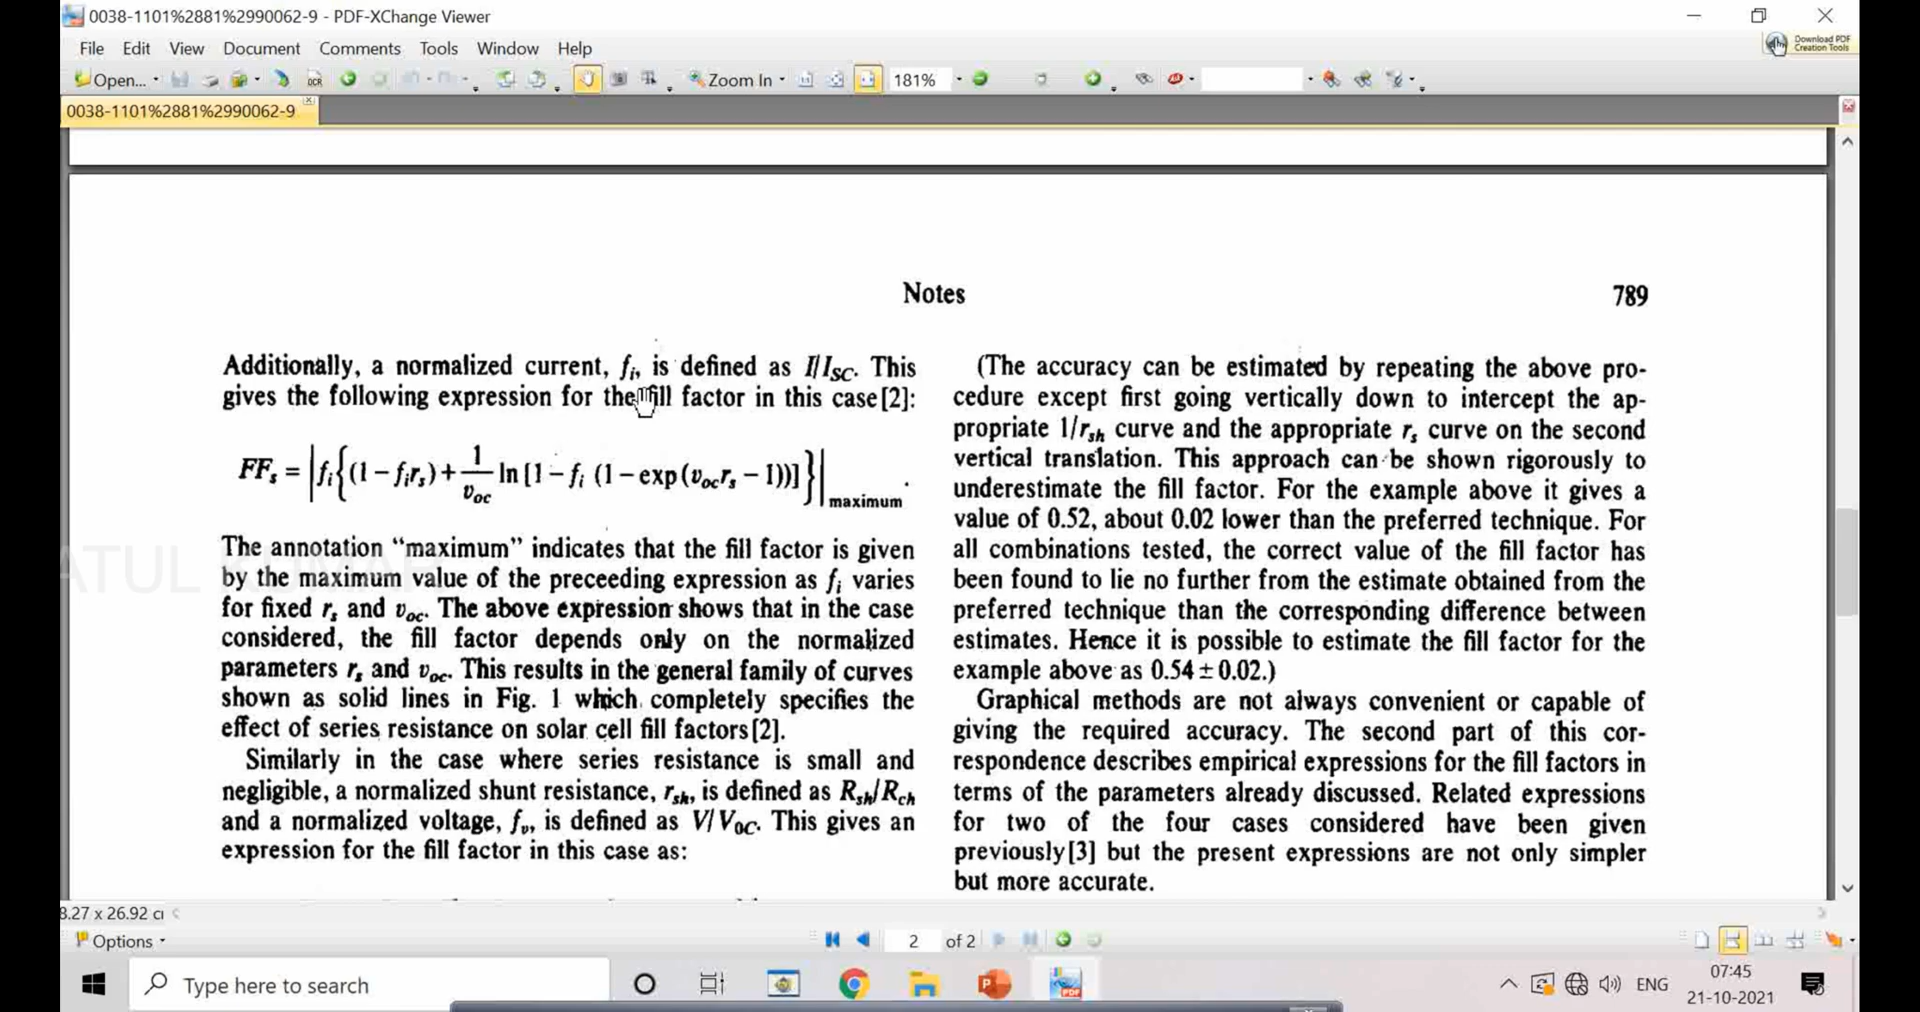 0038-1101%2881%2990062-9 - PDF-XChange Viewer
File Edit View Document Comments Tools Window Help
Download PDF
Creation Tools
Open... OCR Zoom In 181%
0038-1101%2881%2990062-9
Notes
789
Additionally, a normalized current, fi, is defined as I/ISC. This
gives the following expression for the fill factor in this case[2]:
FFs = |fi{(1 − firs) + 1/voc ln [1 − fi (1 − exp (vocrs − 1))]}|maximum.
The annotation “maximum” indicates that the fill factor is given
by the maximum value of the preceeding expression as fi varies
for fixed rs and voc. The above expression shows that in the case
considered, the fill factor depends only on the normalized
parameters rs and voc. This results in the general family of curves
shown as solid lines in Fig. 1 which completely specifies the
effect of series resistance on solar cell fill factors[2].
Similarly in the case where series resistance is small and
negligible, a normalized shunt resistance, rsh, is defined as Rsh/Rch
and a normalized voltage, fv, is defined as V/VOC. This gives an
expression for the fill factor in this case as:
(The accuracy can be estimated by repeating the above pro-
cedure except first going vertically down to intercept the ap-
propriate 1/rsh curve and the appropriate rs curve on the second
vertical translation. This approach can be shown rigorously to
underestimate the fill factor. For the example above it gives a
value of 0.52, about 0.02 lower than the preferred technique. For
all combinations tested, the correct value of the fill factor has
been found to lie no further from the estimate obtained from the
preferred technique than the corresponding difference between
estimates. Hence it is possible to estimate the fill factor for the
example above as 0.54 ± 0.02.)
Graphical methods are not always convenient or capable of
giving the required accuracy. The second part of this cor-
respondence describes empirical expressions for the fill factors in
terms of the parameters already discussed. Related expressions
for two of the four cases considered have been given
previously[3] but the present expressions are not only simpler
but more accurate.
ATUL KUMAR
8.27 x 26.92 ci
Options
2 of 2
Type here to search
ENG
07:45
21-10-2021